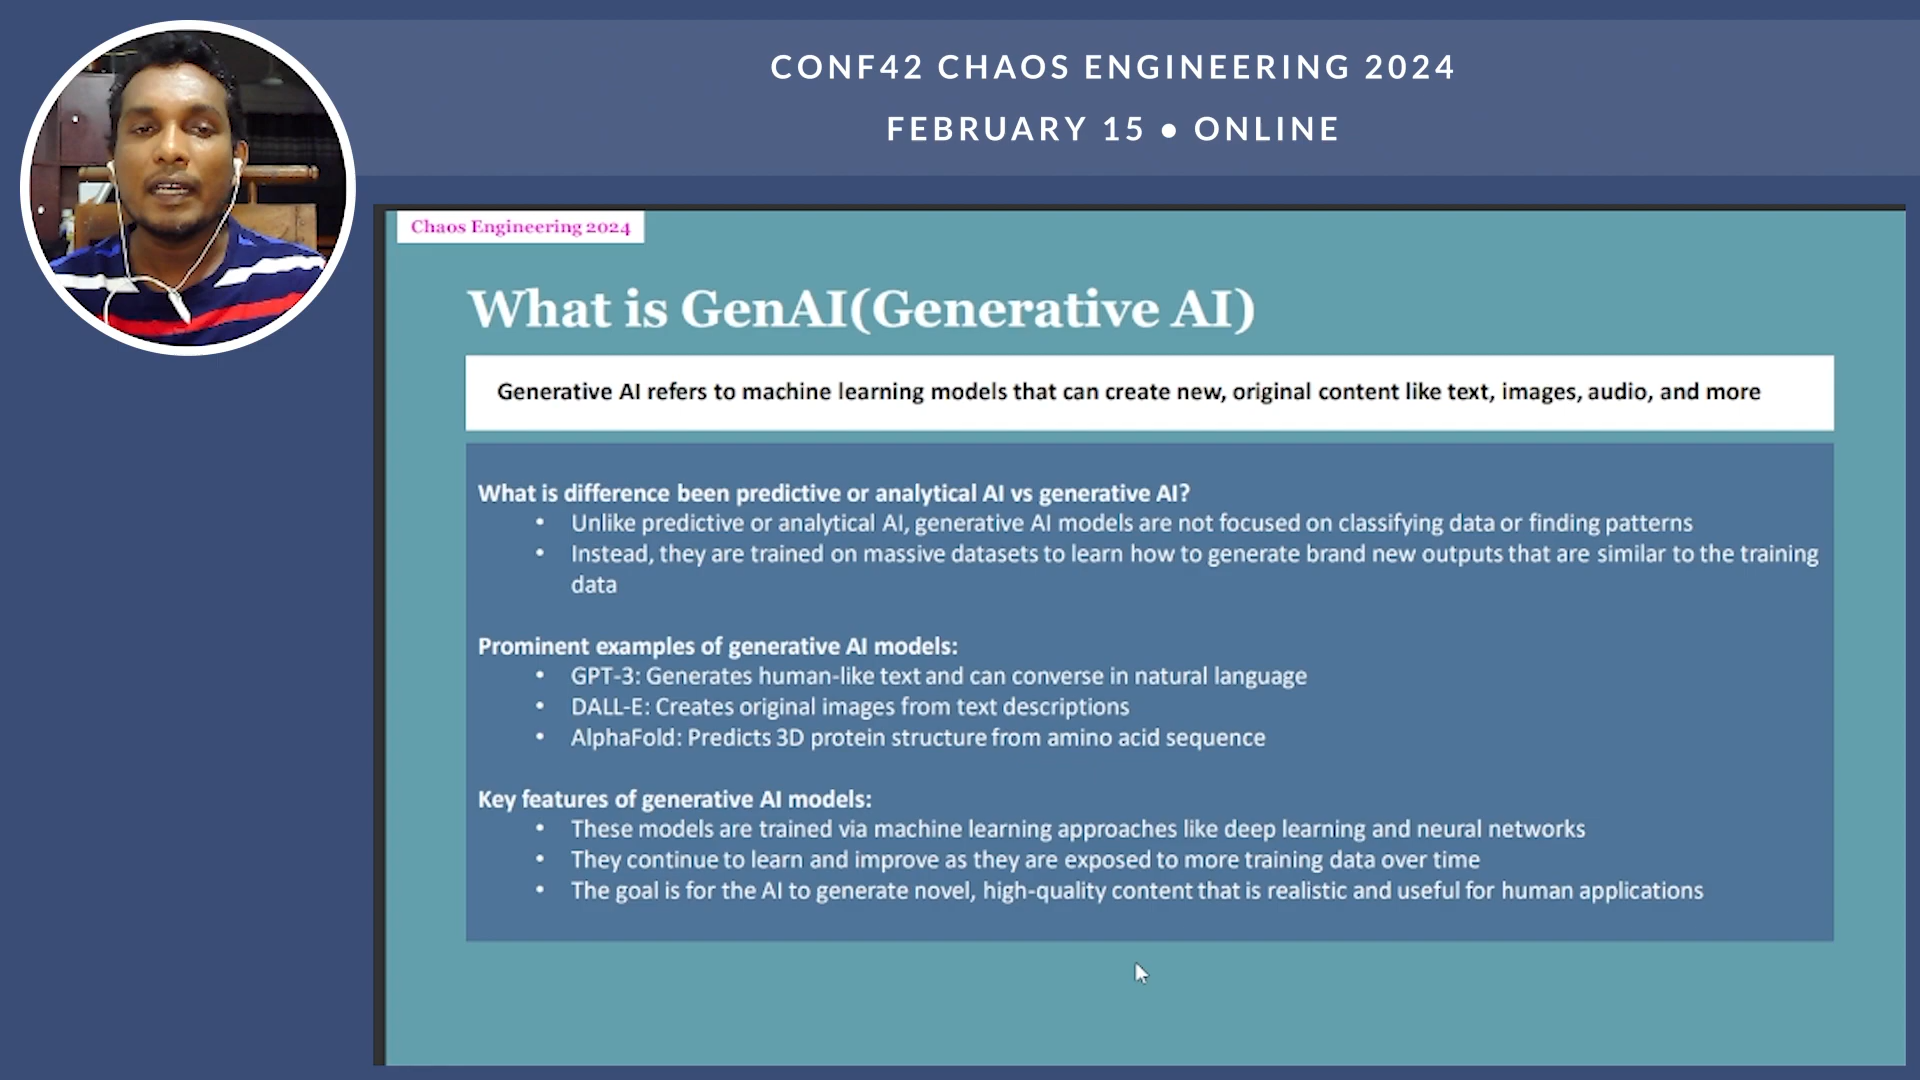 CONF42 CHAOS ENGINEERING 2024
FEBRUARY 15 • ONLINE
Chaos Engineering 2024
What is GenAI(Generative AI)
Generative AI refers to machine learning models that can create new, original content like text, images, audio, and more
What is difference been predictive or analytical AI vs generative AI?
• Unlike predictive or analytical AI, generative AI models are not focused on classifying data or finding patterns
• Instead, they are trained on massive datasets to learn how to generate brand new outputs that are similar to the training
data
Prominent examples of generative AI models:
• GPT-3: Generates human-like text and can converse in natural language
• DALL-E: Creates original images from text descriptions
• AlphaFold: Predicts 3D protein structure from amino acid sequence
Key features of generative AI models:
• These models are trained via machine learning approaches like deep learning and neural networks
• They continue to learn and improve as they are exposed to more training data over time
• The goal is for the AI to generate novel, high-quality content that is realistic and useful for human applications